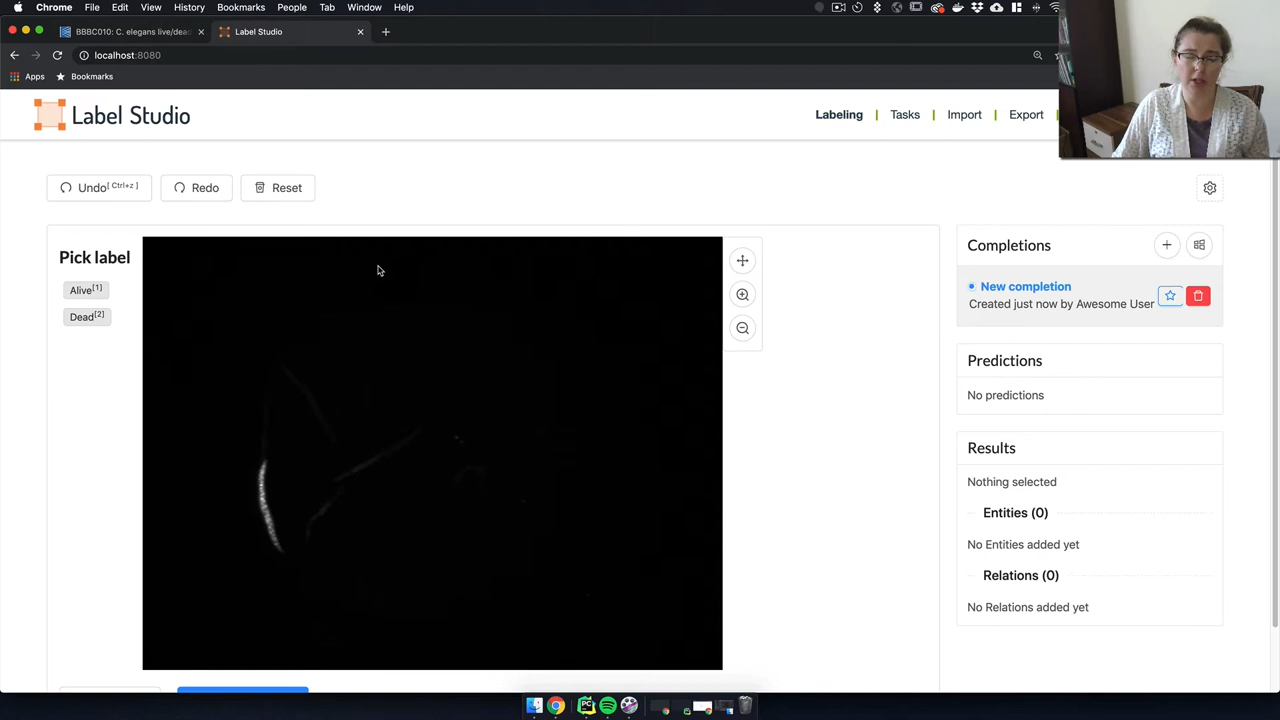 Chrome File Edit View History Bookmarks People Tab Window Help
BBBC010: C. elegans live/dead
Label Studio
localhost:8080
Apps Bookmarks
Label Studio
Labeling Tasks Import Export
Undo[ Ctrl+z ] Redo Reset
Pick label
Alive[1]
Dead[2]
Completions
New completion
Created just now by Awesome User
Predictions
No predictions
Results
Nothing selected
Entities (0)
No Entities added yet
Relations (0)
No Relations added yet
PC